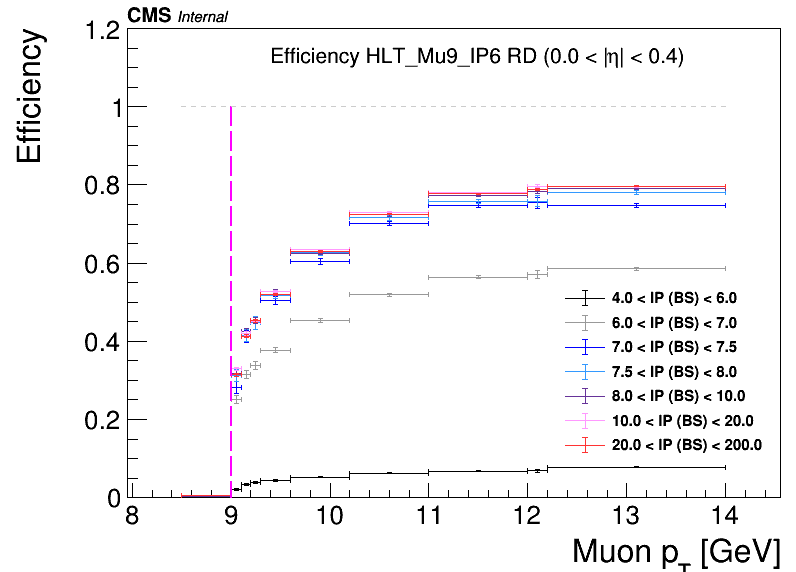 CMS Internal
Efficiency HLT_Mu9_IP6 RD (0.0 < |η| < 0.4)
Efficiency
1.2
1
0.8
0.6
0.4
0.2
0
4.0 < IP (BS) < 6.0
6.0 < IP (BS) < 7.0
7.0 < IP (BS) < 7.5
7.5 < IP (BS) < 8.0
8.0 < IP (BS) < 10.0
10.0 < IP (BS) < 20.0
20.0 < IP (BS) < 200.0
8 9 10 11 12 13 14
Muon p_T [GeV]